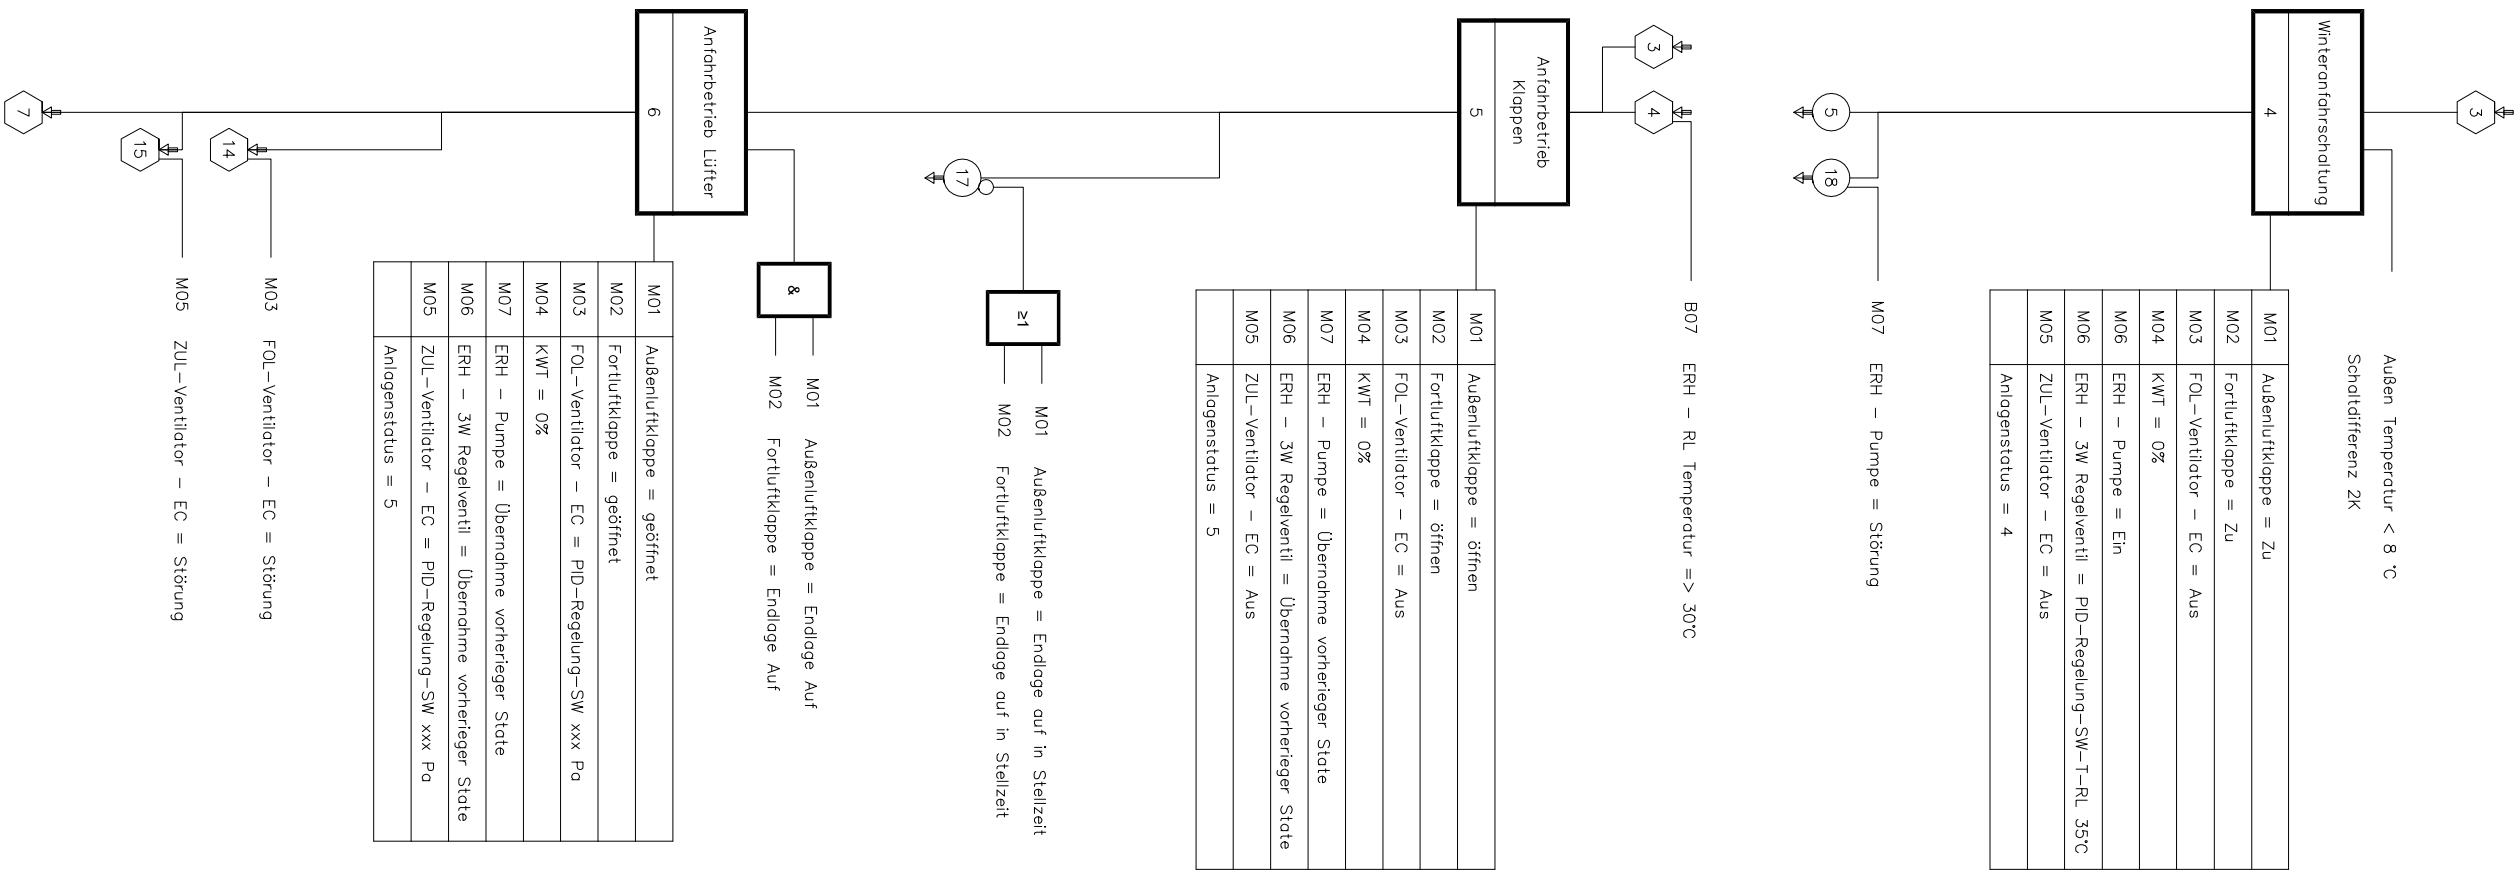 3
Winteranfahrschaltung
4
Außen Temperatur < 8 °C
Schaltdifferenz 2K
M01 Außenluftklappe = Zu
M02 Fortluftklappe = Zu
M03 FOL-Ventilator - EC = Aus
M04 KWT = 0%
M06 ERH - Pumpe = Ein
M06 ERH - 3W Regelventil = PID-Regelung-SW-T-RL 35°C
M05 ZUL-Ventilator - EC = Aus
Anlagenstatus = 4
5
18
M07 ERH - Pumpe = Störung
3
4
B07 ERH - RL Temperatur => 30°C
Anfahrbetrieb
Klappen
5
M01 Außenluftklappe = öffnen
M02 Fortluftklappe = öffnen
M03 FOL-Ventilator - EC = Aus
M04 KWT = 0%
M07 ERH - Pumpe = Übernahme vorherieger State
M06 ERH - 3W Regelventil = Übernahme vorherieger State
M05 ZUL-Ventilator - EC = Aus
Anlagenstatus = 5
17
≥1
M01 Außenluftklappe = Endlage auf in Stellzeit
M02 Fortluftklappe = Endlage auf in Stellzeit
&
M01 Außenluftklappe = Endlage Auf
M02 Fortluftklappe = Endlage Auf
Anfahrbetrieb Lüfter
6
M01 Außenluftklappe = geöffnet
M02 Fortluftklappe = geöffnet
M03 FOL-Ventilator - EC = PID-Regelung-SW xxx Pa
M04 KWT = 0%
M07 ERH - Pumpe = Übernahme vorherieger State
M06 ERH - 3W Regelventil = Übernahme vorherieger State
M05 ZUL-Ventilator - EC = PID-Regelung-SW xxx Pa
Anlagenstatus = 5
14
M03 FOL-Ventilator - EC = Störung
15
M05 ZUL-Ventilator - EC = Störung
7